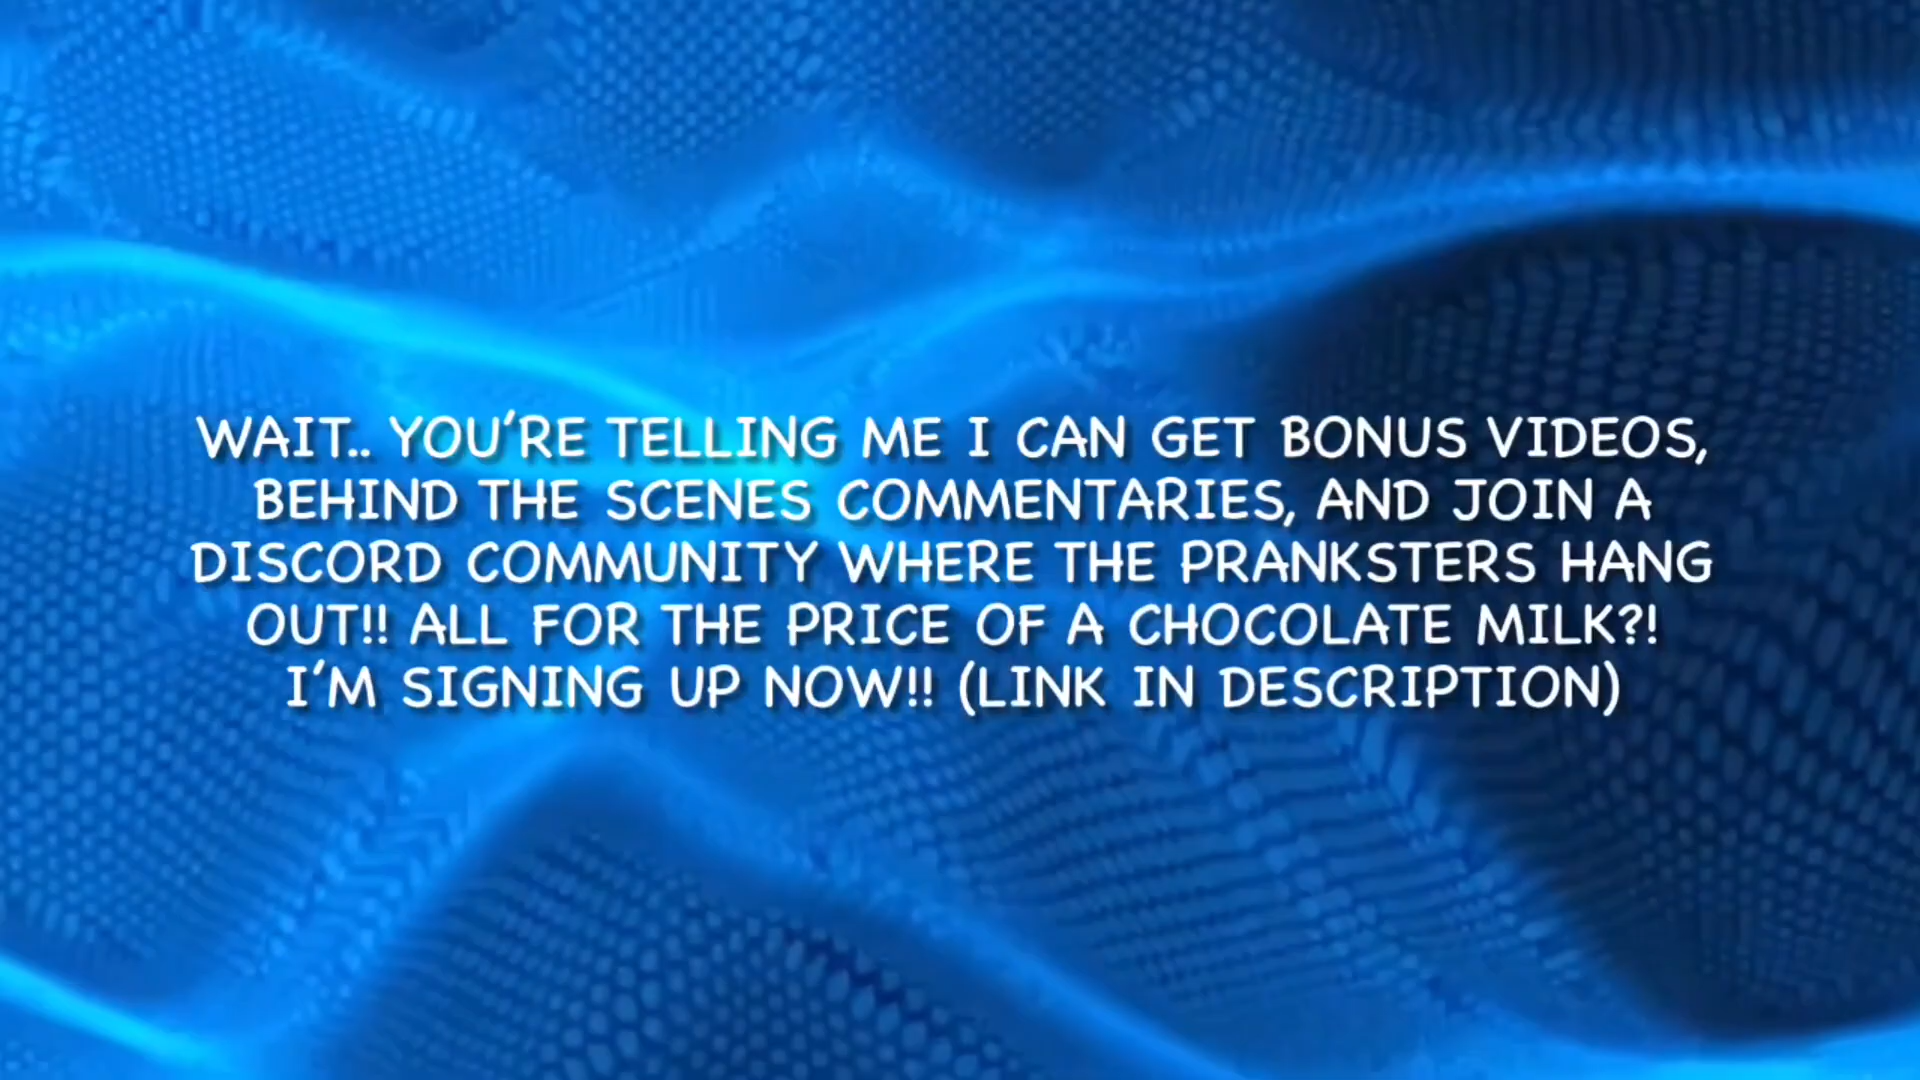 WAIT.. YOU'RE TELLING ME I CAN GET BONUS VIDEOS,
BEHIND THE SCENES COMMENTARIES, AND JOIN A
DISCORD COMMUNITY WHERE THE PRANKSTERS HANG
OUT!! ALL FOR THE PRICE OF A CHOCOLATE MILK?!
I'M SIGNING UP NOW!! (LINK IN DESCRIPTION)